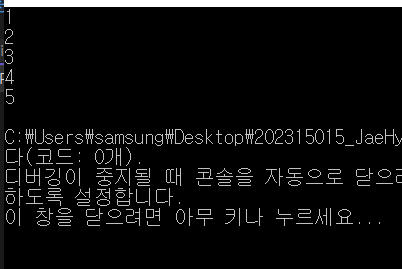 1
2
3
4
5
C:₩Users₩samsung₩Desktop₩202315015_JaeHy
다(코드: 0개).
디버깅이 중지될 때 콘솔을 자동으로 닫으려
하도록 설정합니다.
이 창을 닫으려면 아무 키나 누르세요...